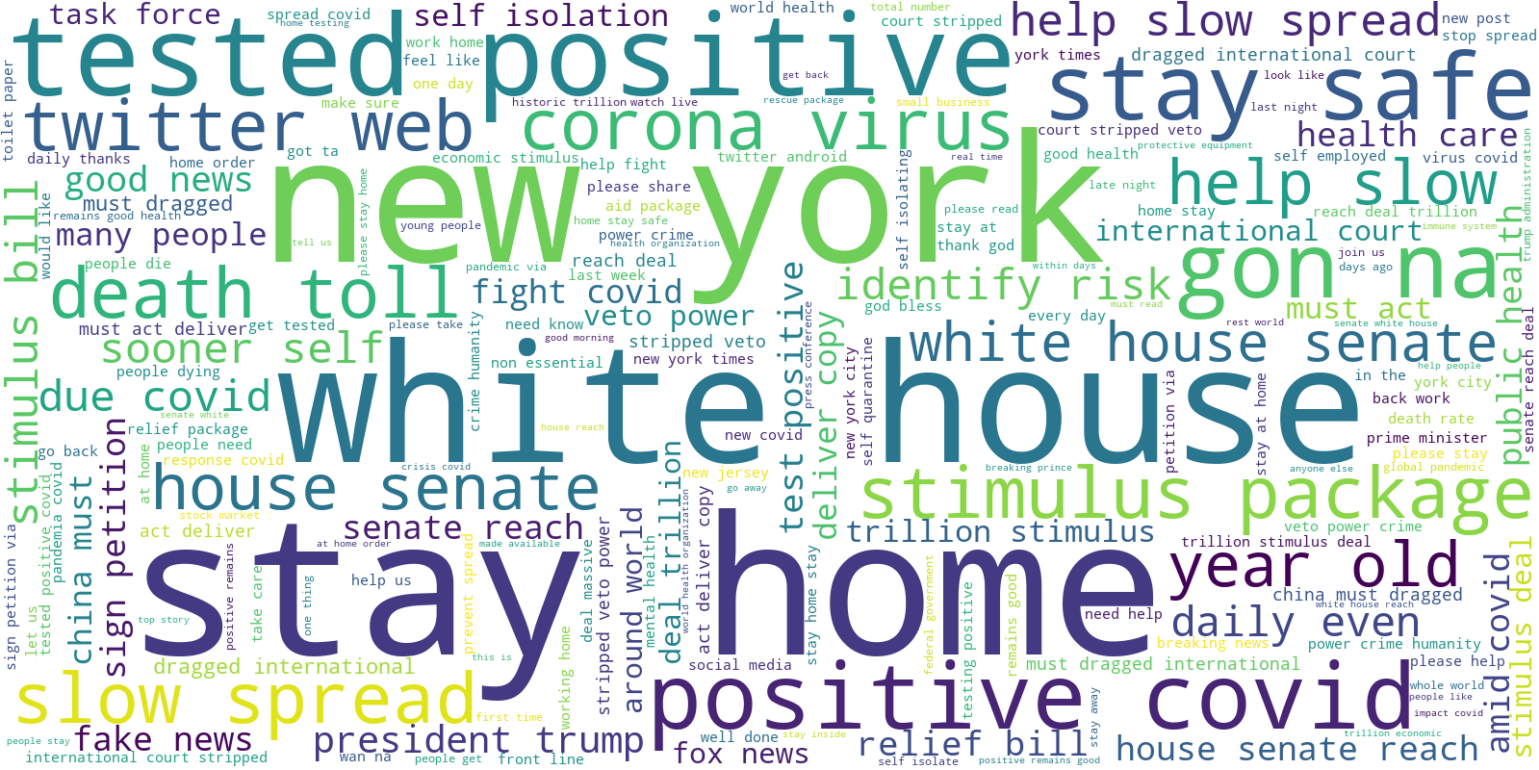 task force
spread covid
home testing
self isolation
world health
total number
court stripped
help slow spread
new post
stop spread
tested positive
work home
feel like
one day
get back
york times
dragged international court
look like
stay safe
last night
toilet paper
make sure
historic trillion
watch live
rescue package
small business
twitter web
corona virus
court stripped veto
health care
protective equipment
daily thanks
home order
got ta
economic stimulus
help fight
twitter android
real time
good health
self employed
virus covid
trump administration
good news
new york
please share
late night
help slow
must dragged
remains good health
would like
please stay home
young people
aid package
home stay safe
power crime
health organization
self isolating
please read
stay at
thank god
home stay
reach deal trillion
immune system
many people
tell us
international court
join us
days ago
people die
pandemic via
reach deal
last week
within days
death toll
fight covid
identify risk
gon na
must read
god bless
every day
must act
public health
stimulus bill
must act deliver
get tested
please take
crime humanity
need know
good morning
veto power
stripped veto
test positive
press conference
deliver copy
rest world
senate white house
sooner self
non essential
new york times
white house senate
people dying
white house
new york city
self quarantine
in the
help people
york city
senate reach deal
due covid
senate white
relief package
house reach
new covid
petition via
stay at home
back work
death rate
prime minister
go back
people need
response covid
crisis covid
new jersey
go away
breaking prince
anyone else
please stay
global pandemic
sign petition
at home
house senate
stimulus package
stock market
tested positive covid
pandemia covid
china must
act deliver
senate reach
around world
deal trillion
world health organization
act deliver copy
trillion stimulus
veto power crime
sign petition via
let us
at home order
made available
stripped veto power
deal massive
mental health
stay home
trillion stimulus deal
year old
amid covid
stimulus deal
top story
positive remains
take care
one thing
help us
prevent spread
stay home stay
federal government
testing positive
remains good
need help
china must dragged
white house reach
daily even
breaking news
power crime humanity
dragged international
this is
working home
social media
must dragged international
please help
slow spread
first time
positive covid
stay away
whole world
people like
impact covid
people stay
fake news
president trump
well done
stay inside
relief bill
trillion economic
international court stripped
wan na
people get
front line
fox news
self isolate
positive remains good
house senate reach